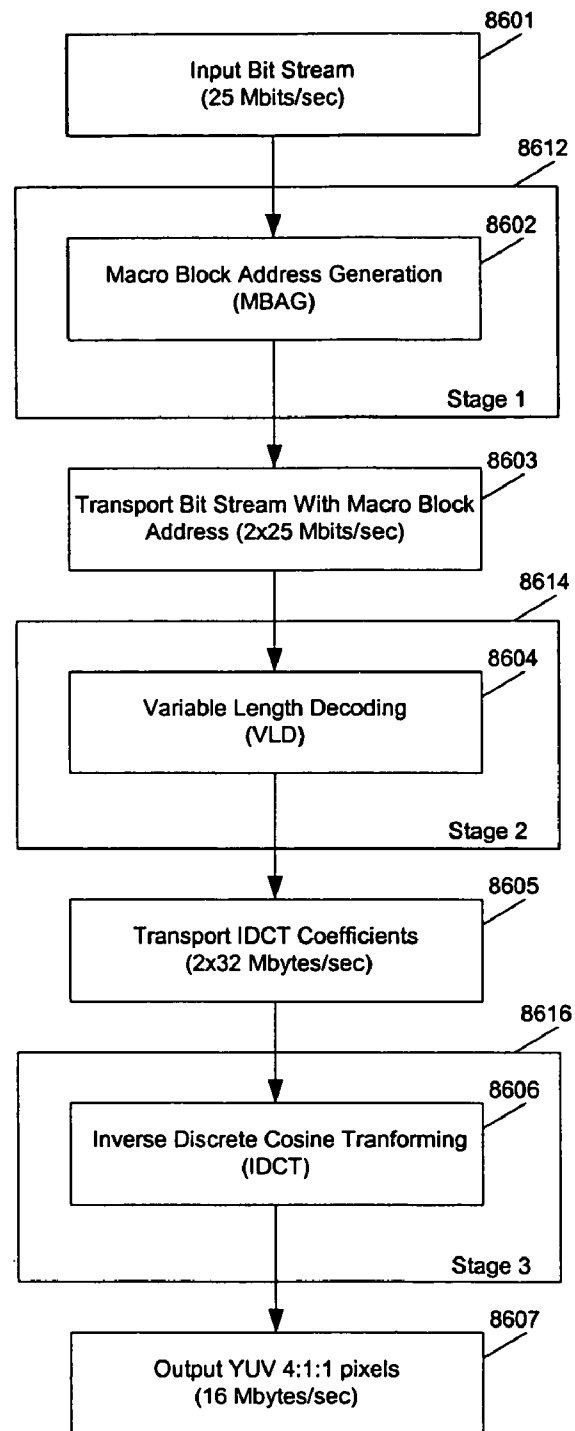 8601
Input Bit Stream
(25 Mbits/sec)
8612
8602
Macro Block Address Generation
(MBAG)
Stage 1
8603
Transport Bit Stream With Macro Block
Address (2x25 Mbits/sec)
8614
8604
Variable Length Decoding
(VLD)
Stage 2
8605
Transport IDCT Coefficients
(2x32 Mbytes/sec)
8616
8606
Inverse Discrete Cosine Tranforming
(IDCT)
Stage 3
8607
Output YUV 4:1:1 pixels
(16 Mbytes/sec)